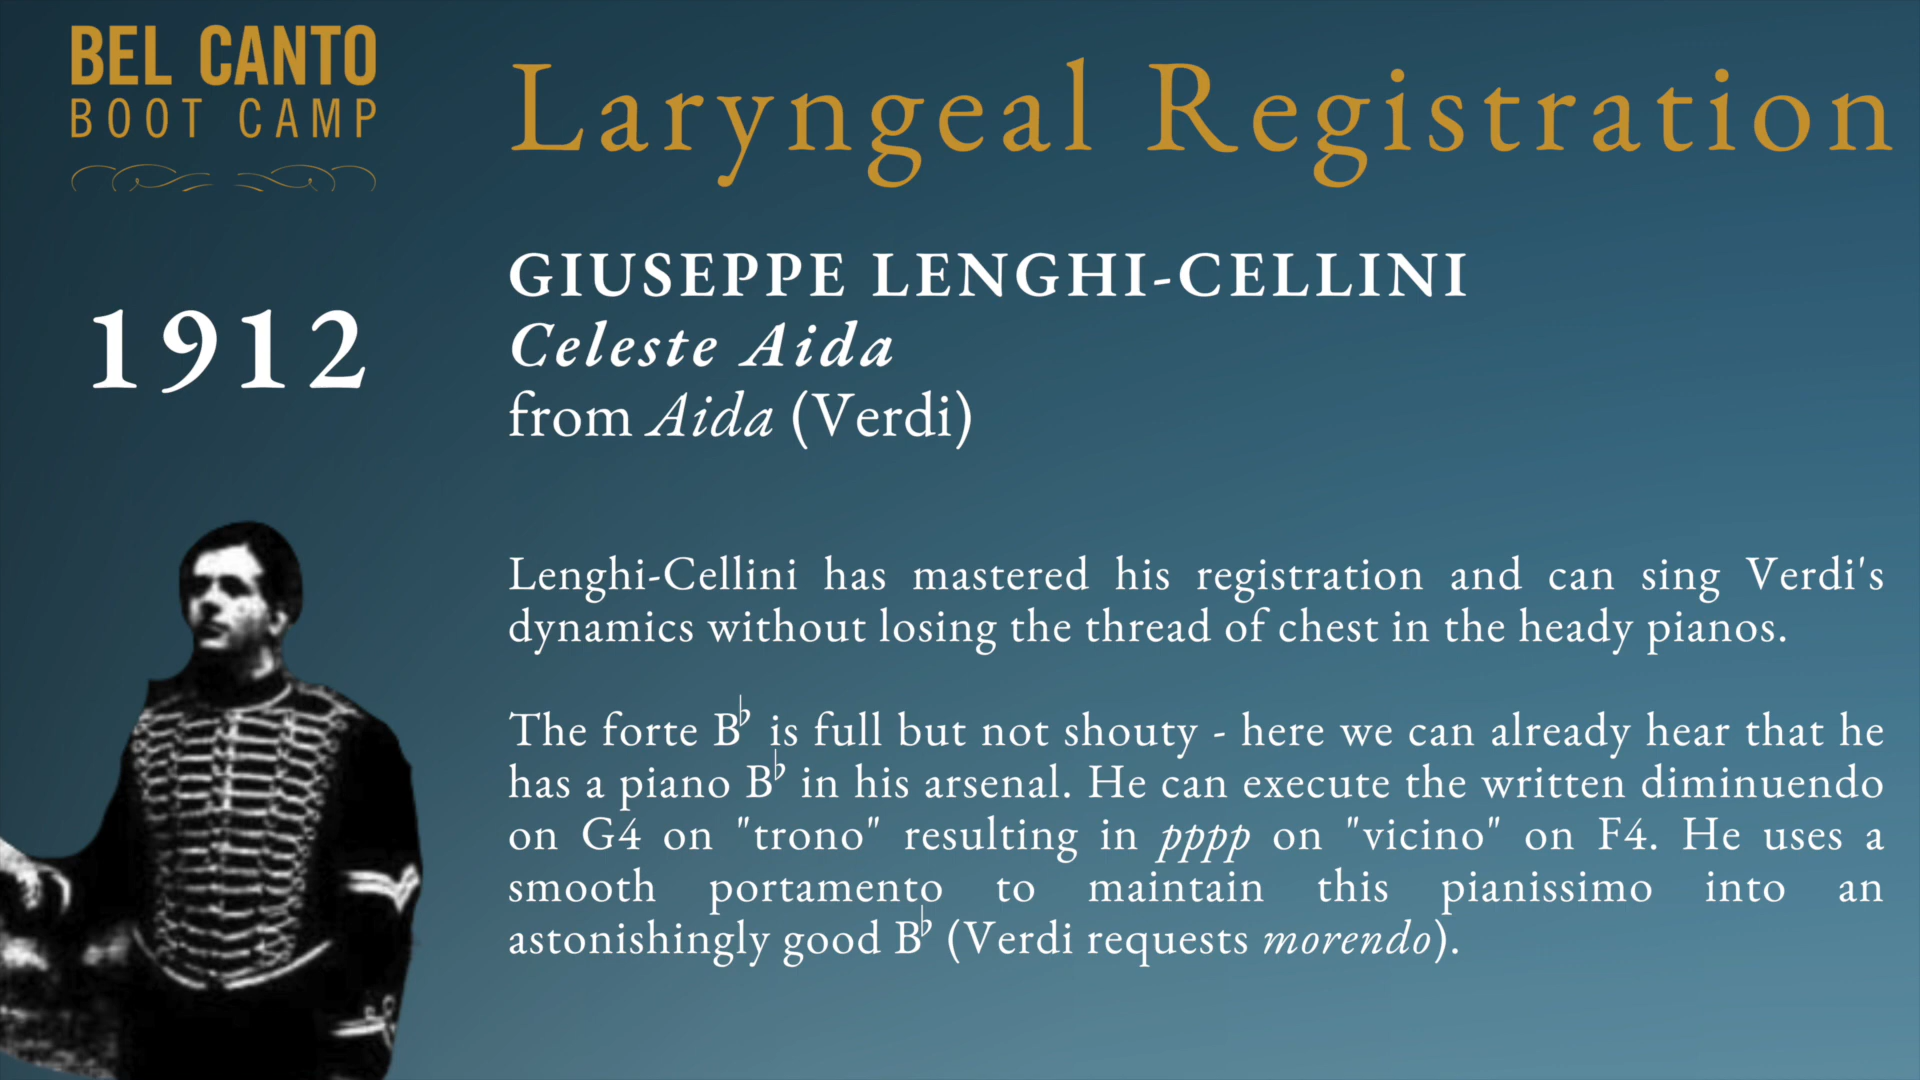 BEL CANTO
BOOT CAMP
Laryngeal Registration
1912
GIUSEPPE LENGHI-CELLINI
Celeste Aida
from Aida (Verdi)
Lenghi-Cellini has mastered his registration and can sing Verdi's
dynamics without losing the thread of chest in the heady pianos.
The forte B♭ is full but not shouty - here we can already hear that he
has a piano B♭ in his arsenal. He can execute the written diminuendo
on G4 on "trono" resulting in pppp on "vicino" on F4. He uses a
smooth portamento to maintain this pianissimo into an
astonishingly good B♭ (Verdi requests morendo).